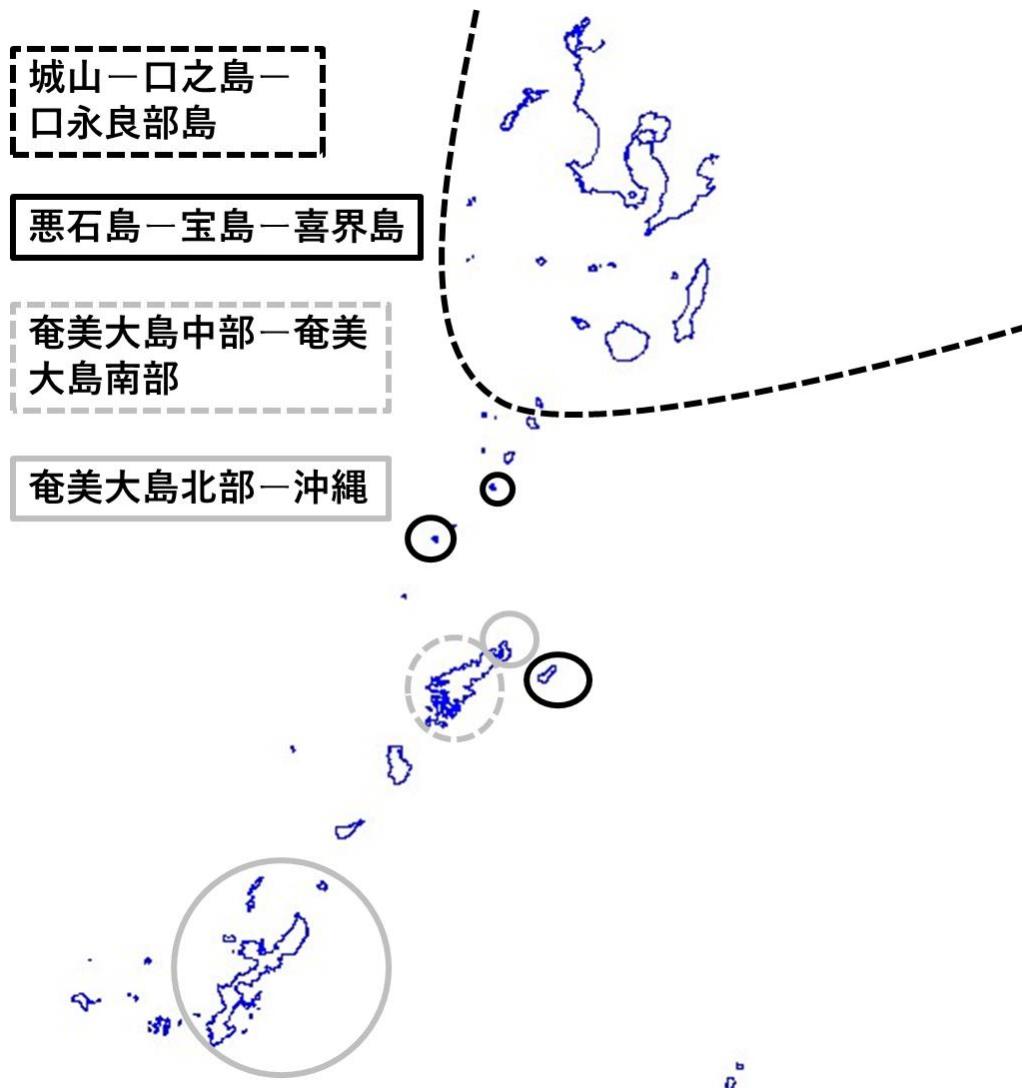 城山－口之島－
口永良部島
悪石島－宝島－喜界島
奄美大島中部－奄美
大島南部
奄美大島北部－沖縄